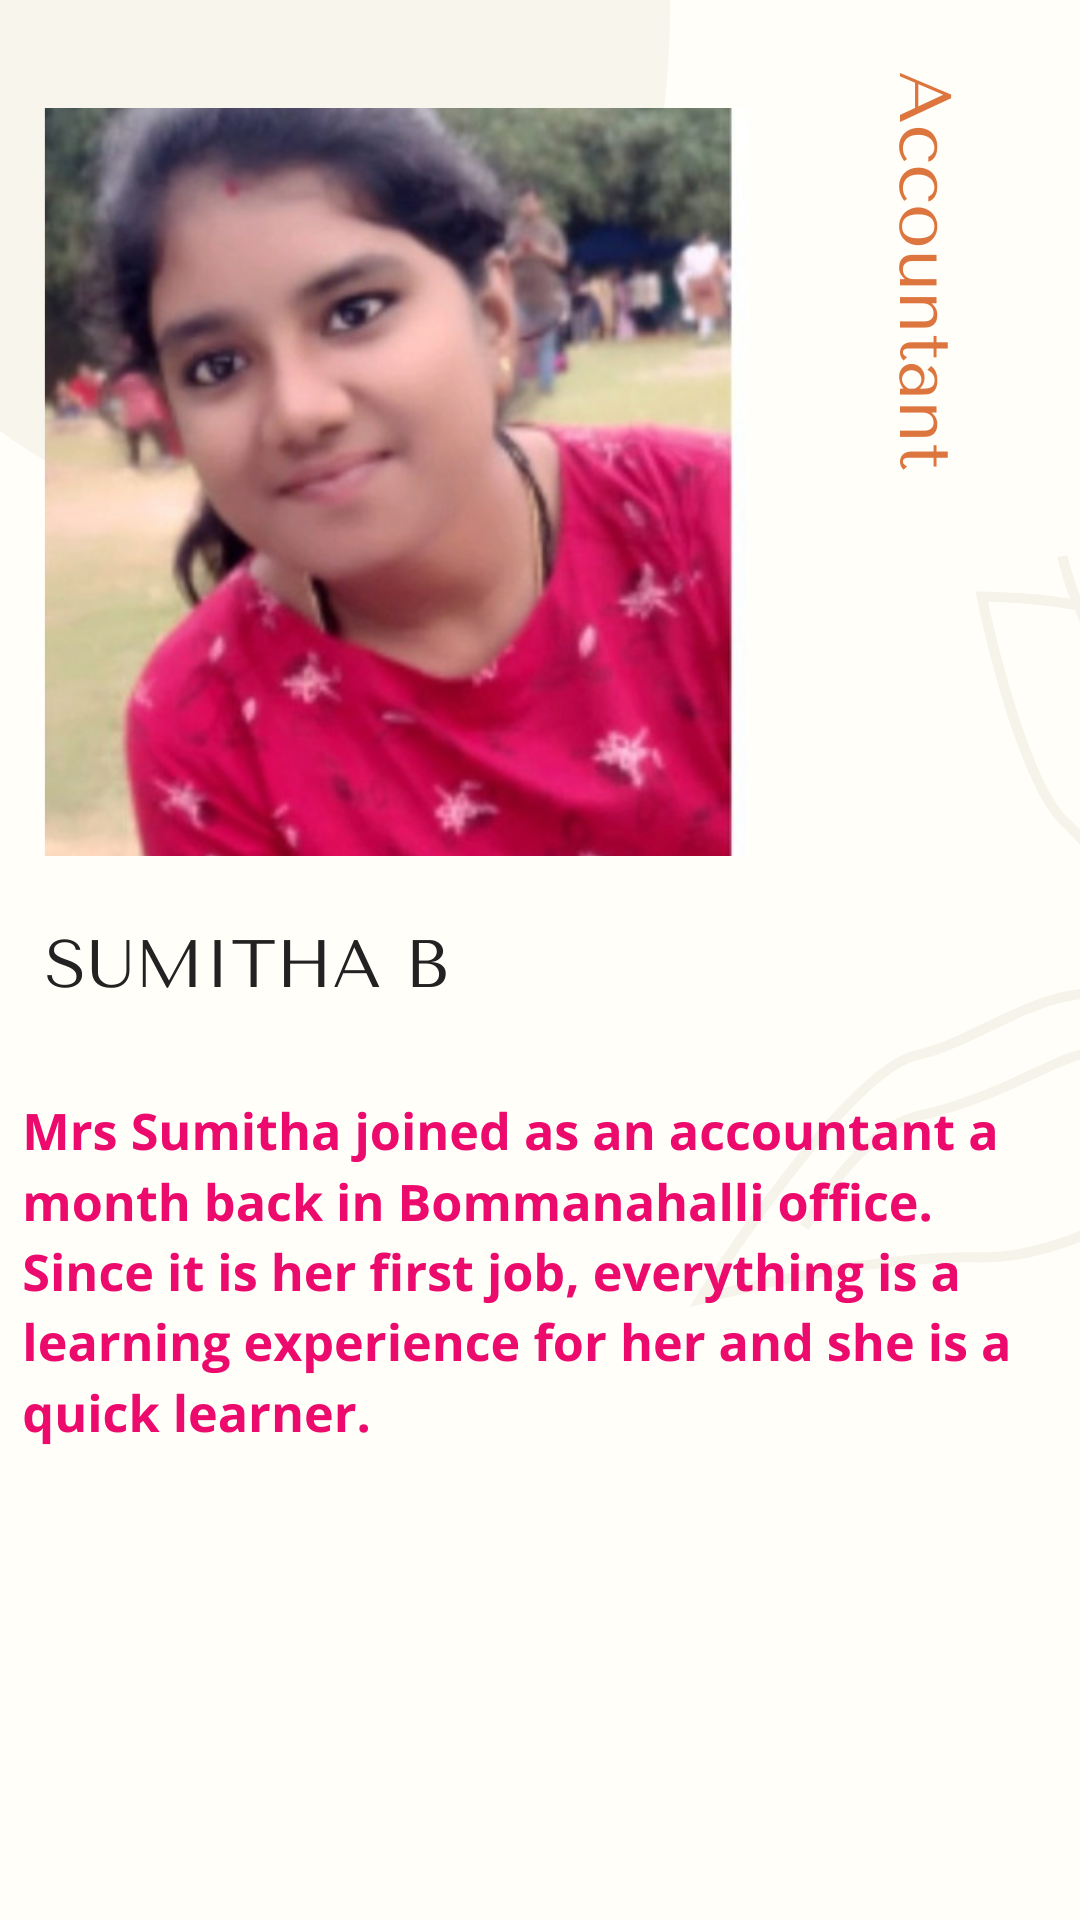 Accountant
SUMITHA B
Mrs Sumitha joined as an accountant a
month back in Bommanahalli office.
Since it is her first job, everything is a
learning experience for her and she is a
quick learner.